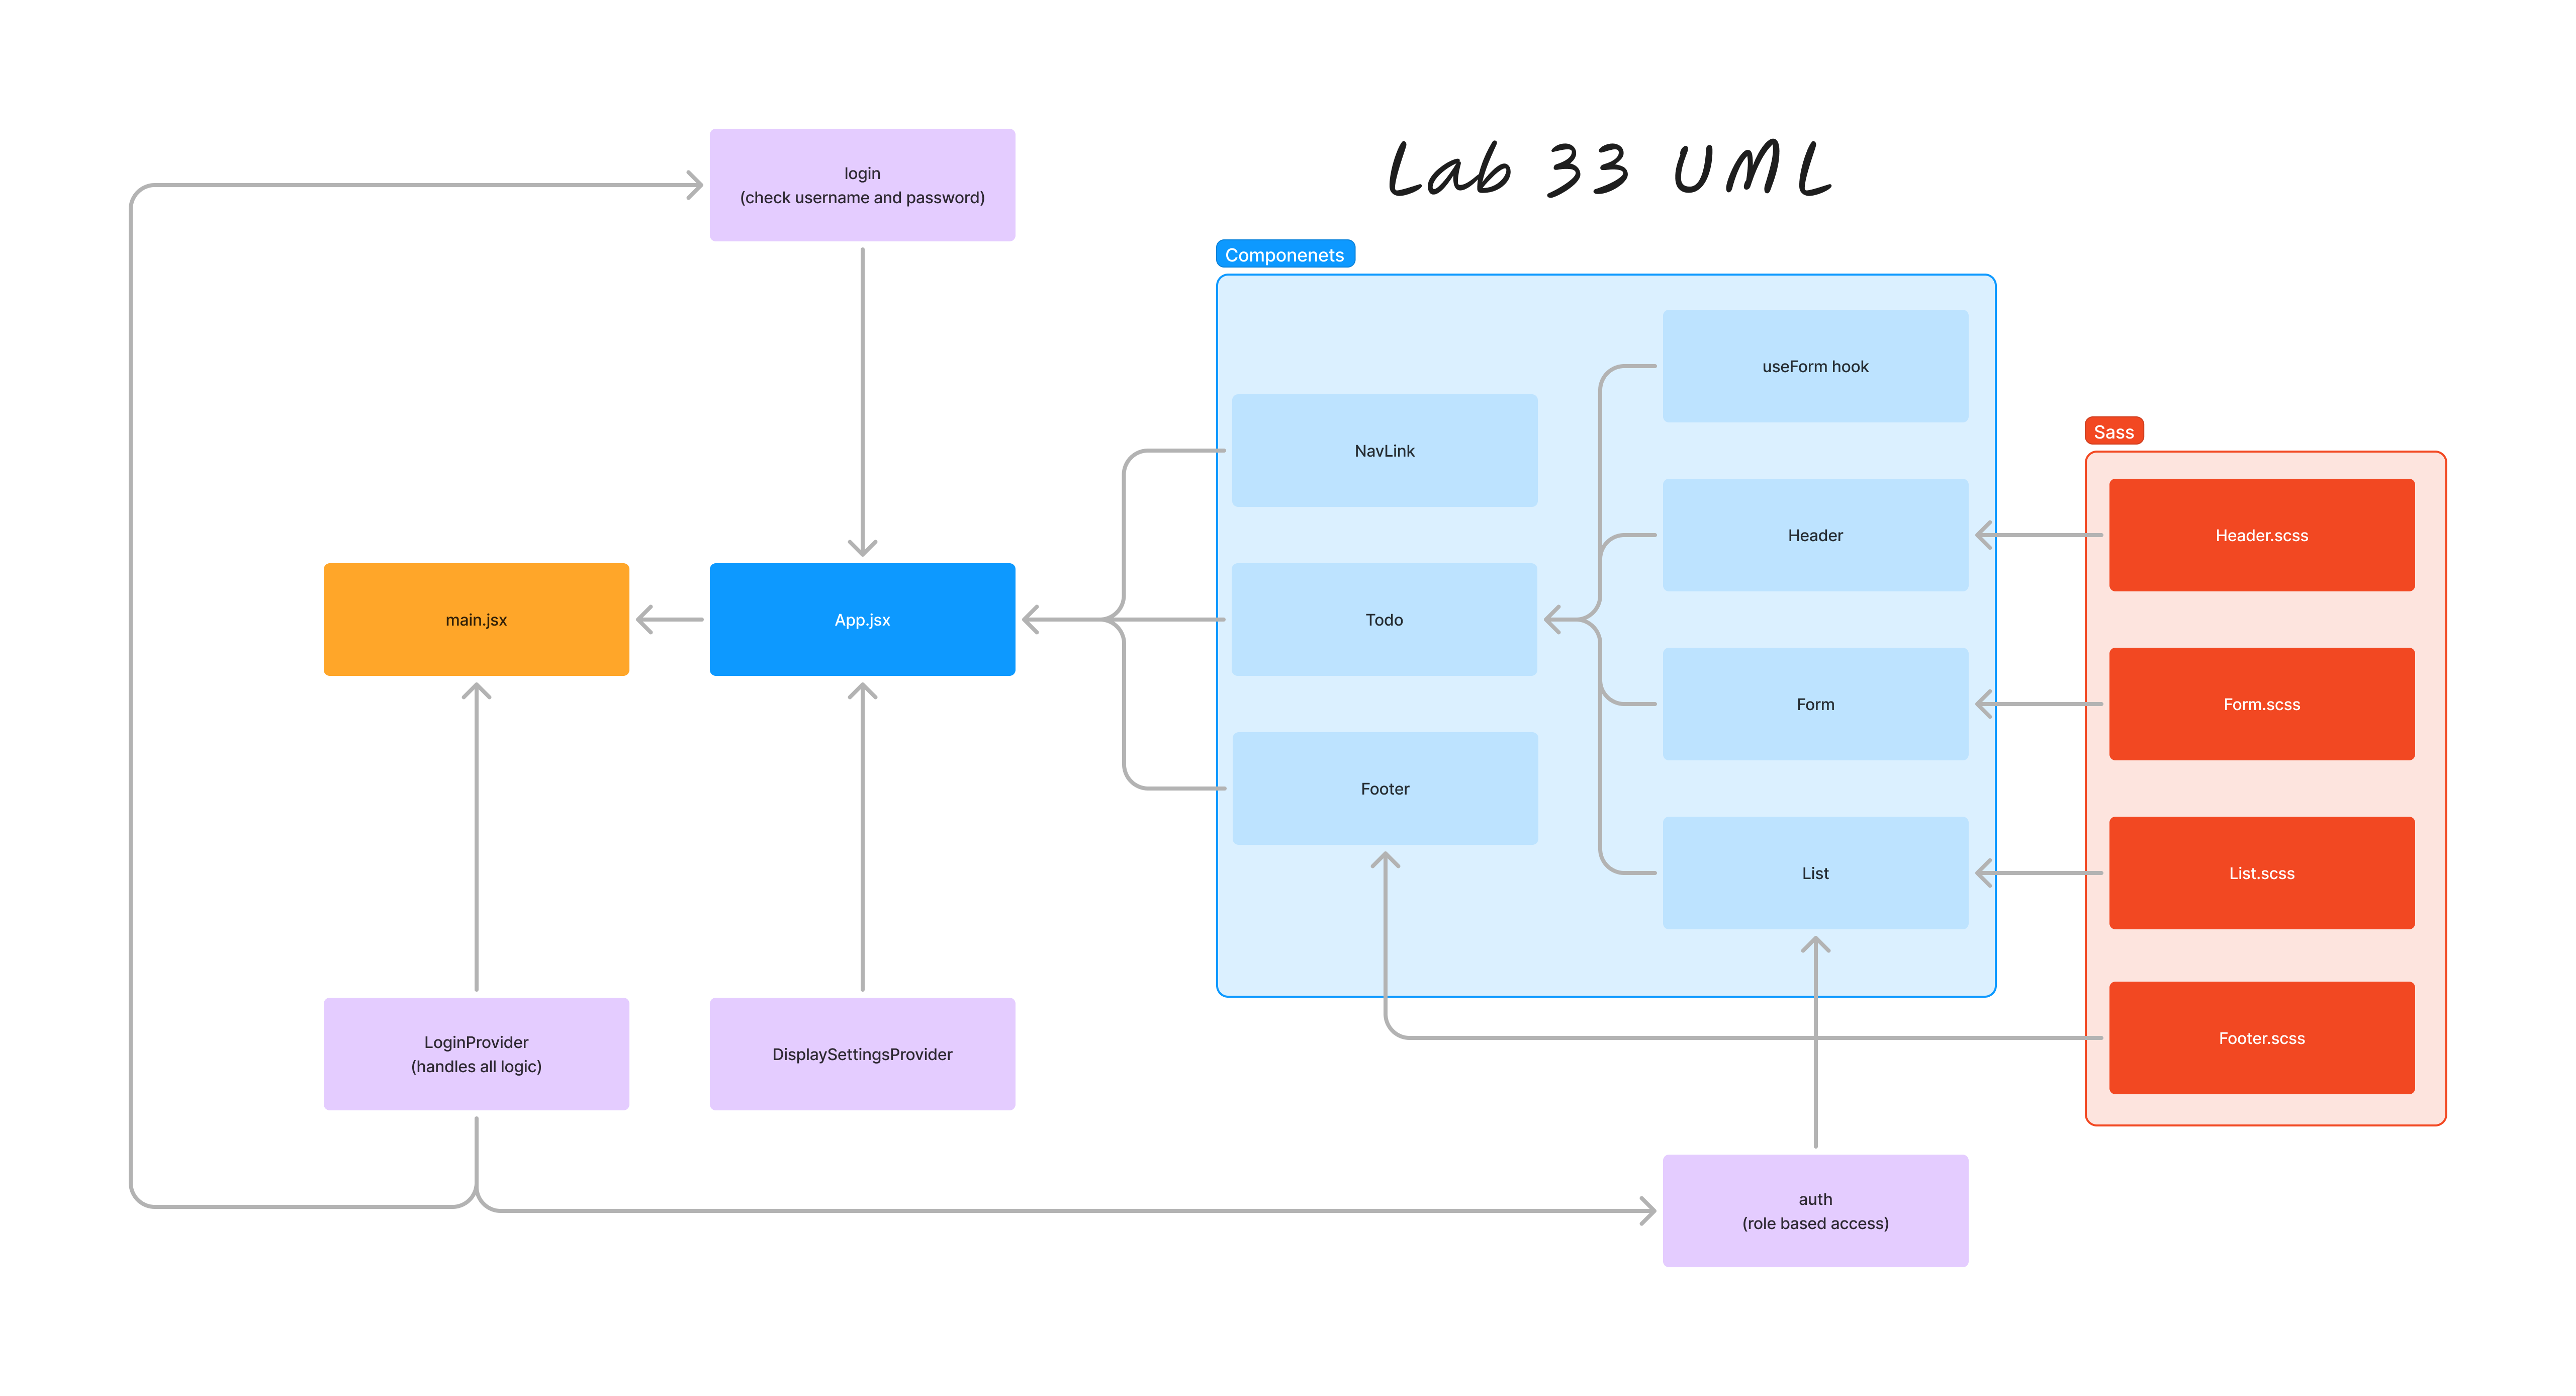 Lab 33 UML
login
(check username and password)
Componenets
useForm hook
NavLink
Sass
Header
Header.scss
main.jsx
App.jsx
Todo
Form
Form.scss
Footer
List
List.scss
LoginProvider
(handles all logic)
DisplaySettingsProvider
Footer.scss
auth
(role based access)